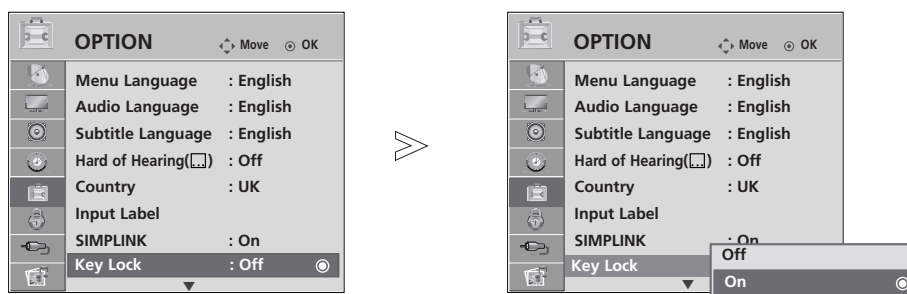 OPTION Move OK
Menu Language : English
Audio Language : English
Subtitle Language : English
Hard of Hearing( ) : Off
Country : UK
Input Label
SIMPLINK : On
Key Lock : Off
OPTION Move OK
Menu Language : English
Audio Language : English
Subtitle Language : English
Hard of Hearing( ) : Off
Country : UK
Input Label
SIMPLINK : On
Key Lock
Off
On